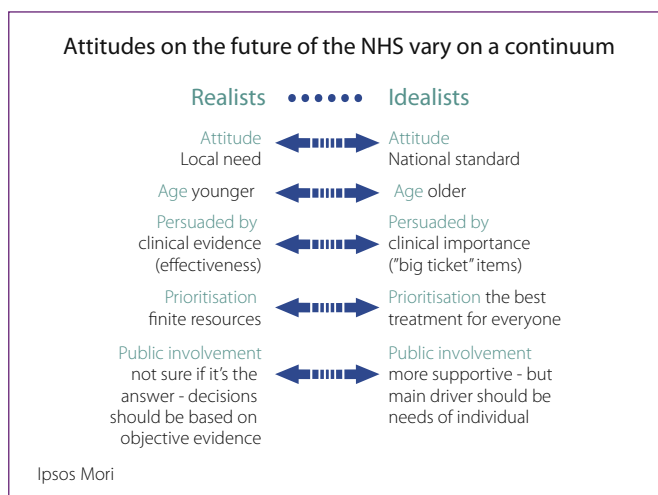 Attitudes on the future of the NHS vary on a continuum
Realists
Idealists
Attitude
Local need
Attitude
National standard
Age younger
Age older
Persuaded by
clinical evidence
(effectiveness)
Persuaded by
clinical importance
("big ticket" items)
Prioritisation
finite resources
Prioritisation the best
treatment for everyone
Public involvement
not sure if it's the
answer - decisions
should be based on
objective evidence
Public involvement
more supportive - but
main driver should be
needs of individual
Ipsos Mori